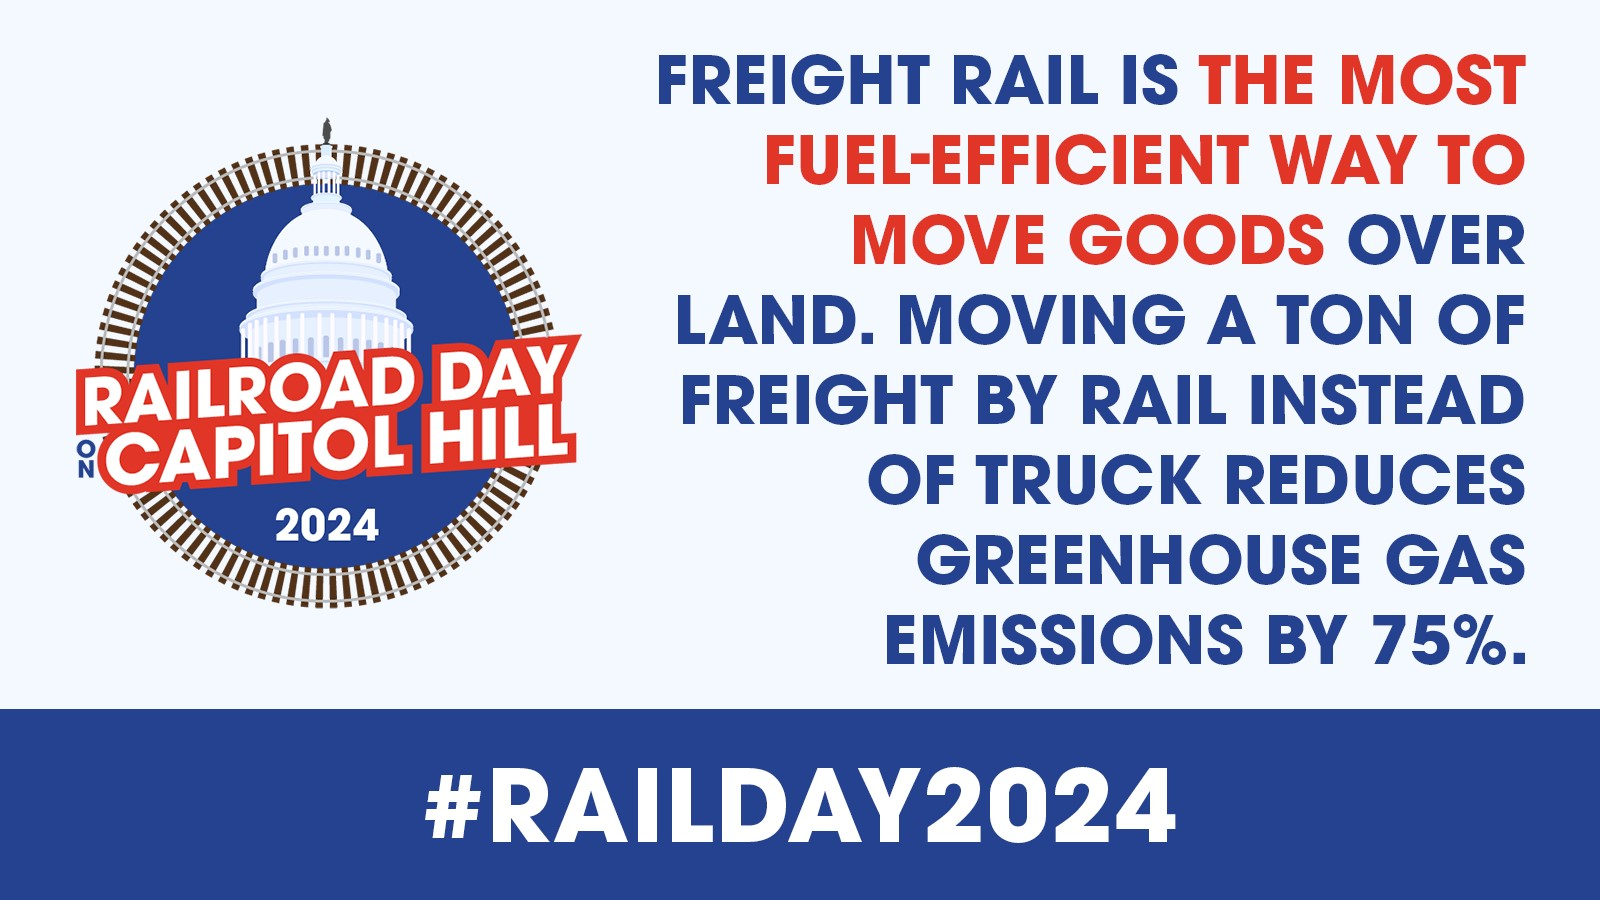 RAILROAD DAY
ON CAPITOL HILL
2024
FREIGHT RAIL IS THE MOST
FUEL-EFFICIENT WAY TO
MOVE GOODS OVER
LAND. MOVING A TON OF
FREIGHT BY RAIL INSTEAD
OF TRUCK REDUCES
GREENHOUSE GAS
EMISSIONS BY 75%.
#RAILDAY2024